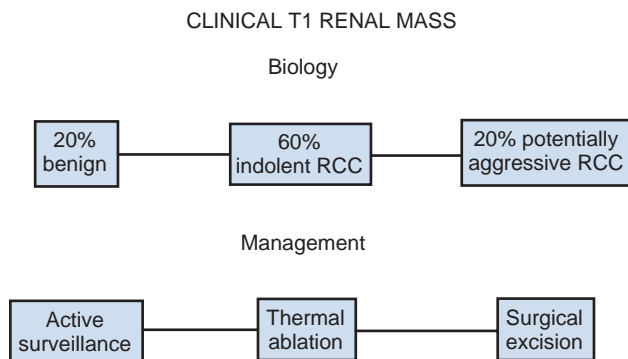 CLINICAL T1 RENAL MASS
Biology
20%
benign
60%
indolent RCC
20% potentially
aggressive RCC
Management
Active
surveillance
Thermal
ablation
Surgical
excision